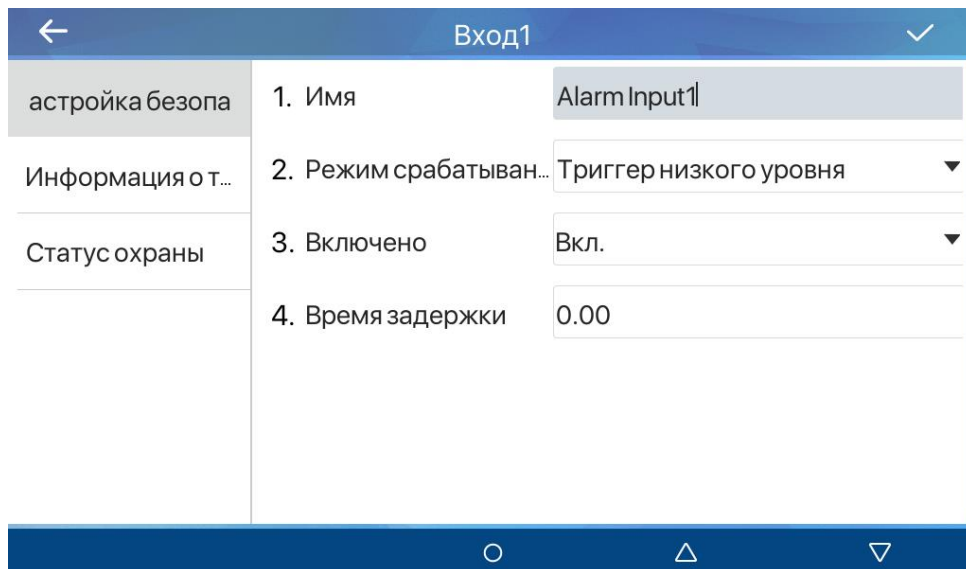 Вход1
астройка безопа
Информация о т...
Статус охраны
1. Имя Alarm Input1
2. Режим срабатыван... Триггер низкого уровня
3. Включено Вкл.
4. Время задержки 0.00